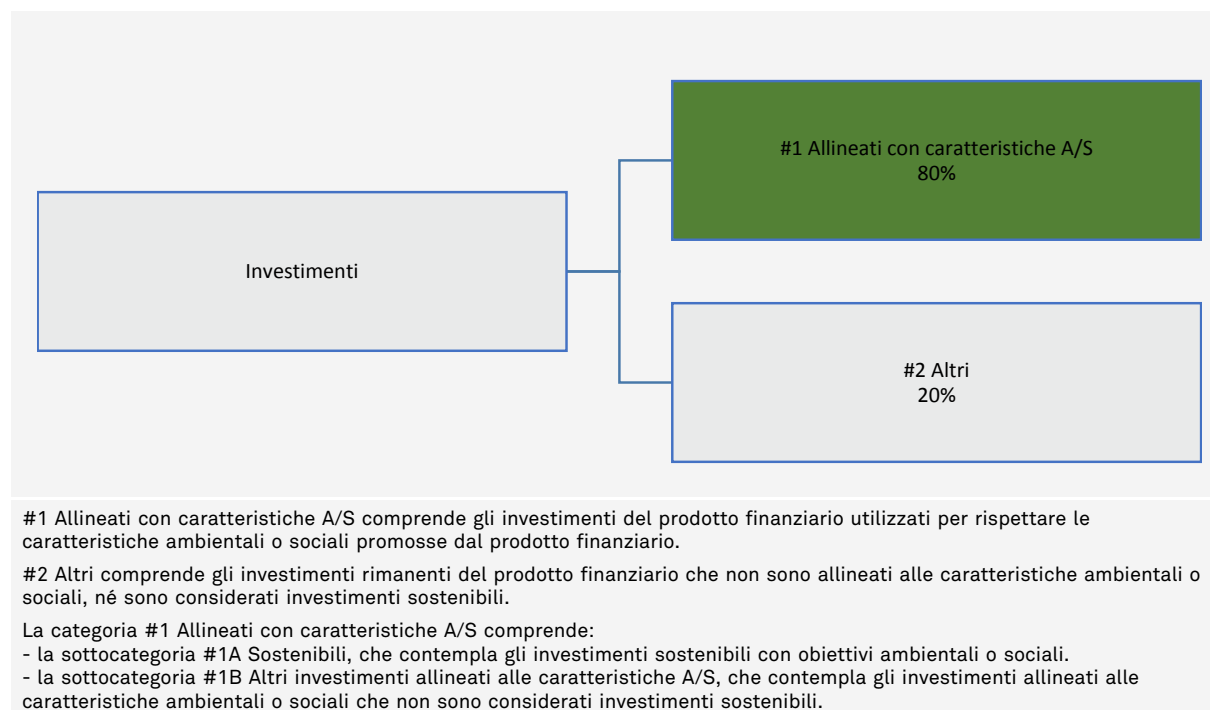 #1 Allineati con caratteristiche A/S
80%
Investimenti
#2 Altri
20%
#1 Allineati con caratteristiche A/S comprende gli investimenti del prodotto finanziario utilizzati per rispettare le
caratteristiche ambientali o sociali promosse dal prodotto finanziario.
#2 Altri comprende gli investimenti rimanenti del prodotto finanziario che non sono allineati alle caratteristiche ambientali o
sociali, né sono considerati investimenti sostenibili.
La categoria #1 Allineati con caratteristiche A/S comprende:
- la sottocategoria #1A Sostenibili, che contempla gli investimenti sostenibili con obiettivi ambientali o sociali.
- la sottocategoria #1B Altri investimenti allineati alle caratteristiche A/S, che contempla gli investimenti allineati alle
caratteristiche ambientali o sociali che non sono considerati investimenti sostenibili.